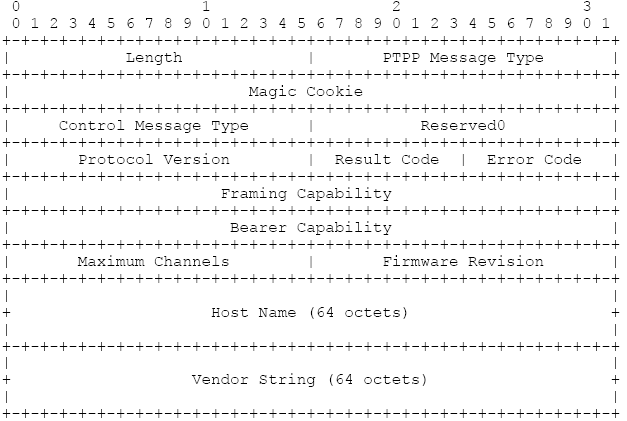 0                   1                   2                   3
 0 1 2 3 4 5 6 7 8 9 0 1 2 3 4 5 6 7 8 9 0 1 2 3 4 5 6 7 8 9 0 1
+-+-+-+-+-+-+-+-+-+-+-+-+-+-+-+-+-+-+-+-+-+-+-+-+-+-+-+-+-+-+-+-+
|            Length             |       PTPP Message Type       |
+-+-+-+-+-+-+-+-+-+-+-+-+-+-+-+-+-+-+-+-+-+-+-+-+-+-+-+-+-+-+-+-+
|                         Magic Cookie                          |
+-+-+-+-+-+-+-+-+-+-+-+-+-+-+-+-+-+-+-+-+-+-+-+-+-+-+-+-+-+-+-+-+
|     Control Message Type      |           Reserved0           |
+-+-+-+-+-+-+-+-+-+-+-+-+-+-+-+-+-+-+-+-+-+-+-+-+-+-+-+-+-+-+-+-+
|       Protocol Version        |  Result Code  |  Error Code   |
+-+-+-+-+-+-+-+-+-+-+-+-+-+-+-+-+-+-+-+-+-+-+-+-+-+-+-+-+-+-+-+-+
|                      Framing Capability                       |
+-+-+-+-+-+-+-+-+-+-+-+-+-+-+-+-+-+-+-+-+-+-+-+-+-+-+-+-+-+-+-+-+
|                       Bearer Capability                       |
+-+-+-+-+-+-+-+-+-+-+-+-+-+-+-+-+-+-+-+-+-+-+-+-+-+-+-+-+-+-+-+-+
|       Maximum Channels        |       Firmware Revision       |
+-+-+-+-+-+-+-+-+-+-+-+-+-+-+-+-+-+-+-+-+-+-+-+-+-+-+-+-+-+-+-+-+
|                                                               |
+                     Host Name (64 octets)                     +
|                                                               |
+-+-+-+-+-+-+-+-+-+-+-+-+-+-+-+-+-+-+-+-+-+-+-+-+-+-+-+-+-+-+-+-+
|                                                               |
+                   Vendor String (64 octets)                   +
|                                                               |
+-+-+-+-+-+-+-+-+-+-+-+-+-+-+-+-+-+-+-+-+-+-+-+-+-+-+-+-+-+-+-+-+